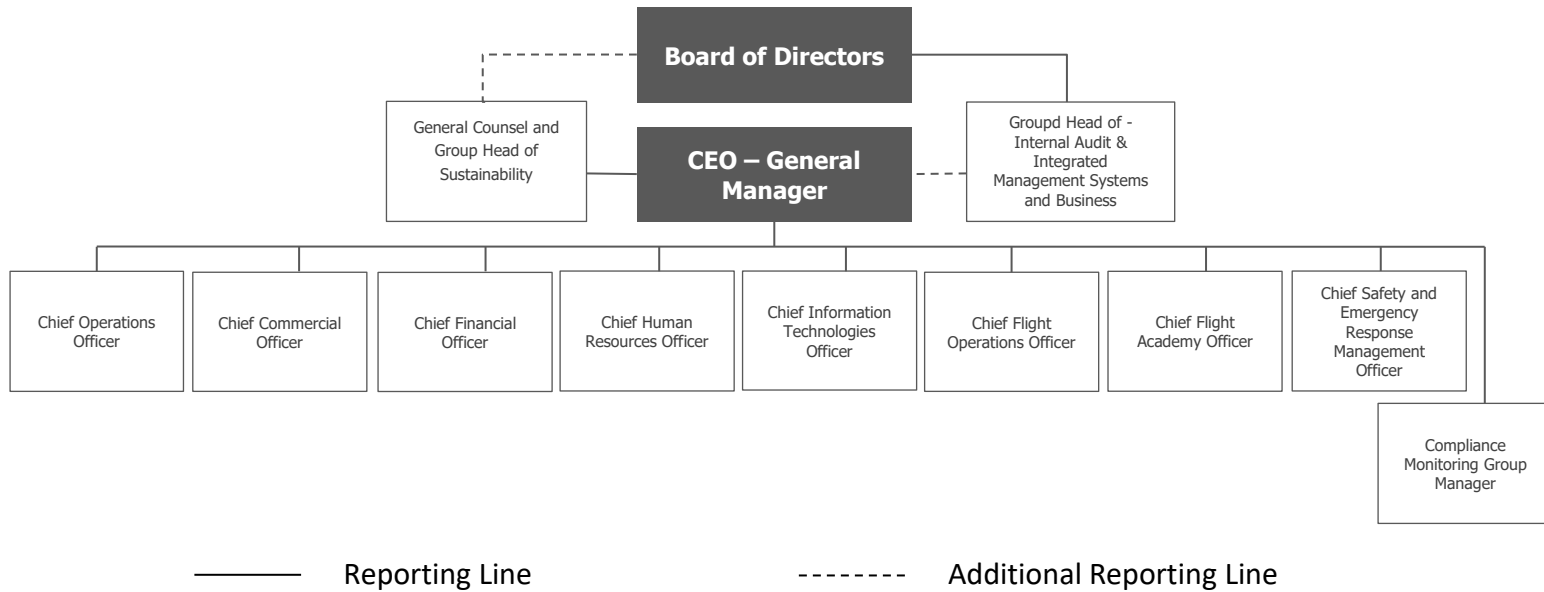 Board of Directors
General Counsel and
Group Head of
Sustainability
CEO – General
Manager
Groupd Head of -
Internal Audit &
Integrated
Management Systems
and Business
Chief Operations
Officer
Chief Commercial
Officer
Chief Financial
Officer
Chief Human
Resources Officer
Chief Information
Technologies
Officer
Chief Flight
Operations Officer
Chief Flight
Academy Officer
Chief Safety and
Emergency
Response
Management
Officer
Compliance
Monitoring Group
Manager
Reporting Line
Additional Reporting Line